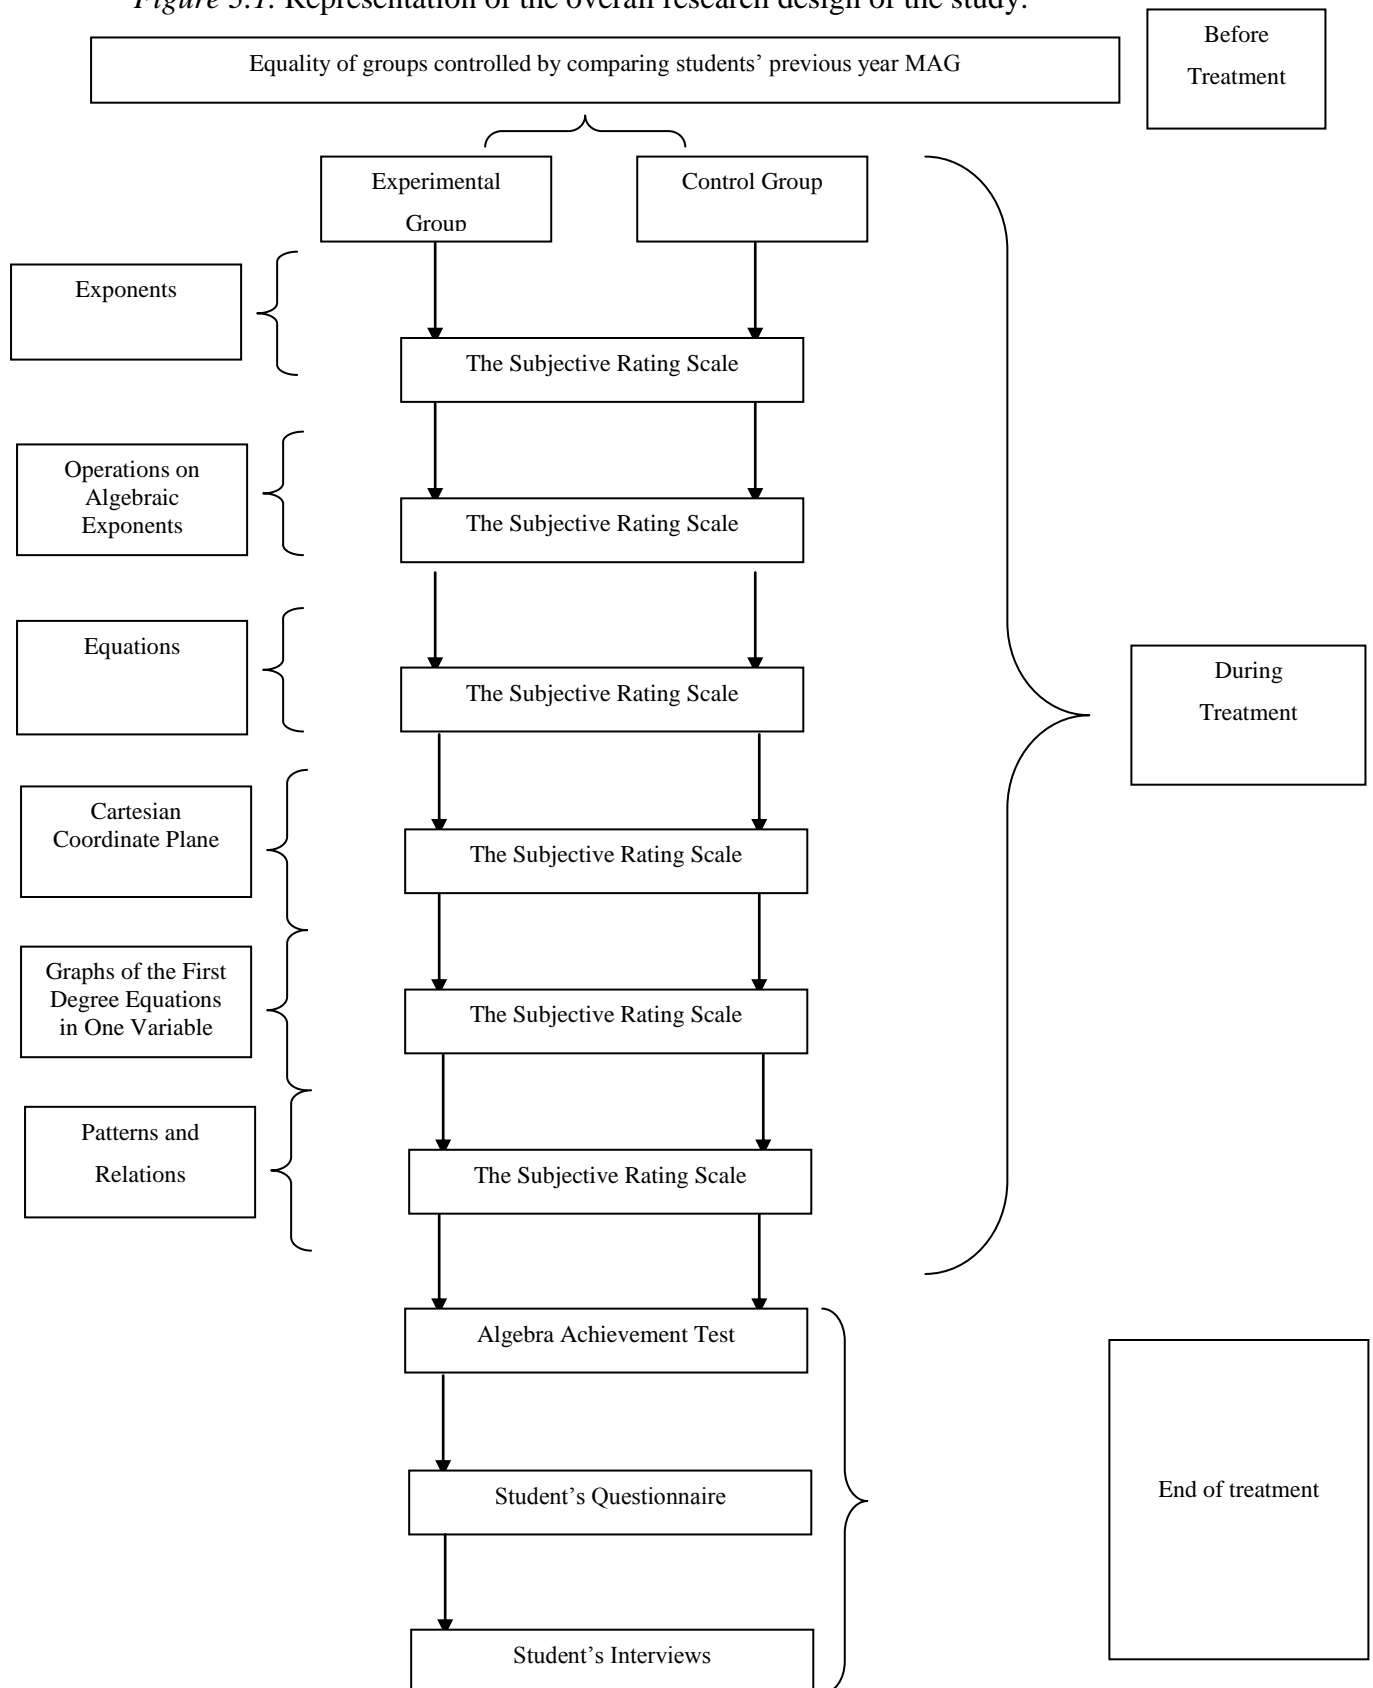 Figure 3.1. Representation of the overall research design of the study.
Equality of groups controlled by comparing students’ previous year MAG
Before
Treatment
Experimental
Group
Control Group
Exponents
The Subjective Rating Scale
Operations on
Algebraic
Exponents
The Subjective Rating Scale
Equations
The Subjective Rating Scale
During
Treatment
Cartesian
Coordinate Plane
The Subjective Rating Scale
Graphs of the First
Degree Equations
in One Variable
The Subjective Rating Scale
Patterns and
Relations
The Subjective Rating Scale
Algebra Achievement Test
Student’s Questionnaire
End of treatment
Student’s Interviews